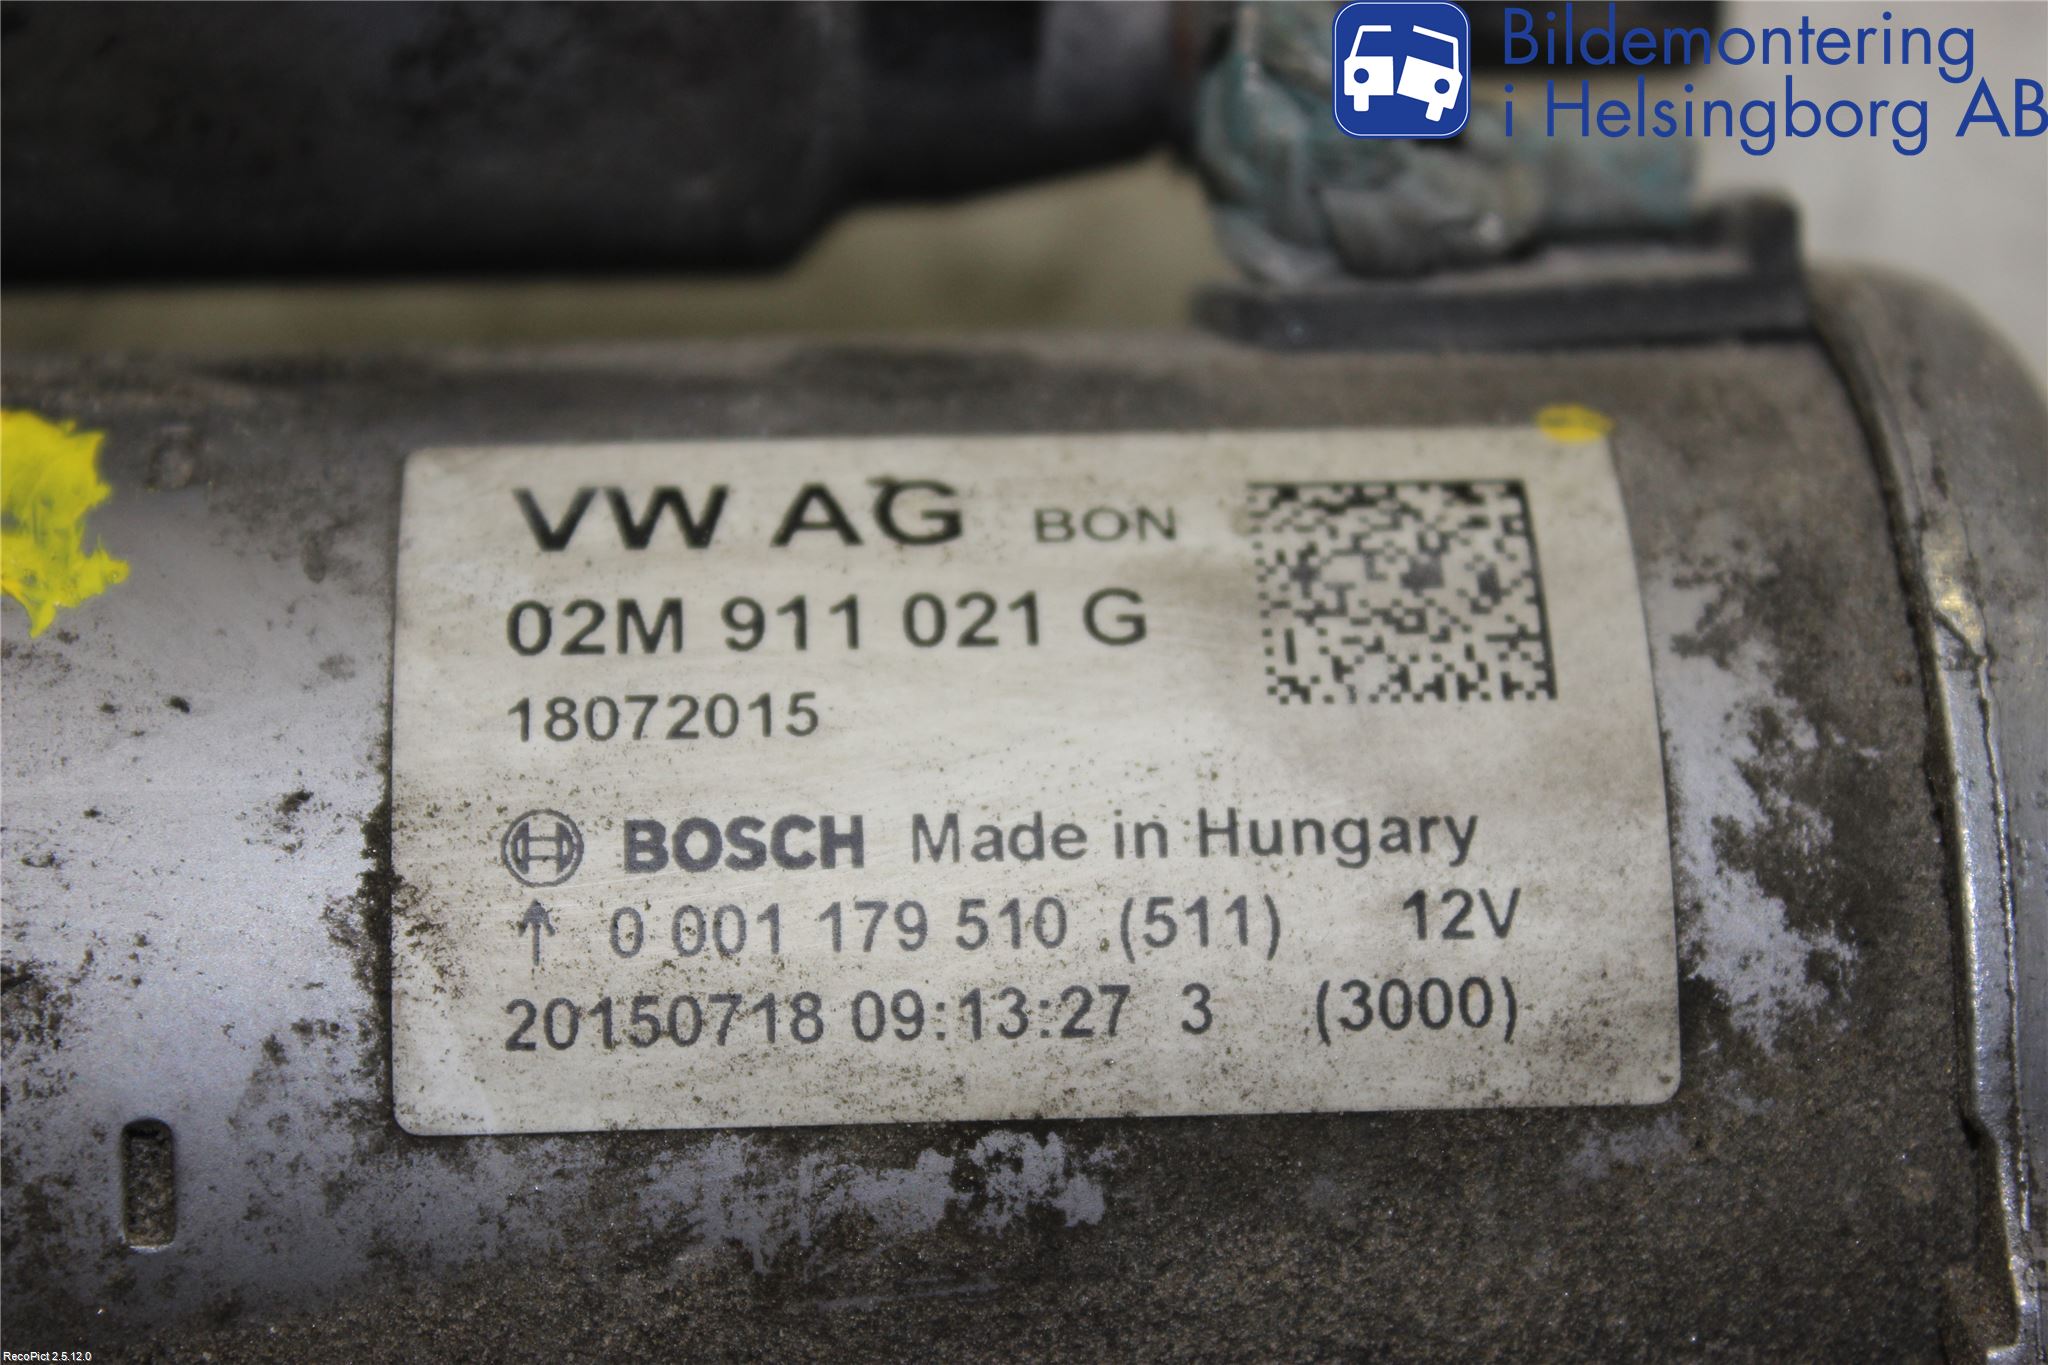 Bildemontering
i Helsingborg AB
VW AG BON
02M 911 021 G
18072015
BOSCH Made in Hungary
↑ 0 001 179 510 (511) 12V
20150718 09:13:27 3 (3000)
RecoPict 2.5.12.0